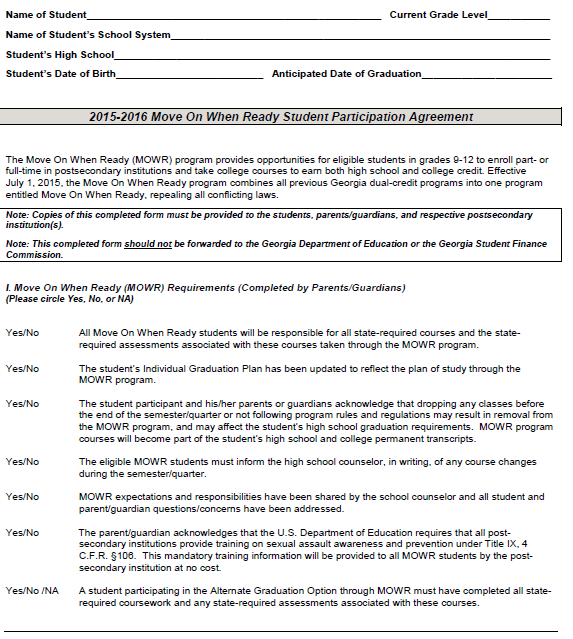 Name of Student________________________ Current Grade Level__________
Name of Student's School System________________________
Student's High School________________________
Student's Date of Birth________________________ Anticipated Date of Graduation________________________
2015-2016 Move On When Ready Student Participation Agreement
The Move On When Ready (MOWR) program provides opportunities for eligible students in grades 9-12 to enroll part- or
full-time in postsecondary institutions and take college courses to earn both high school and college credit. Effective
July 1, 2015, the Move On When Ready program combines all previous Georgia dual-credit programs into one program
entitled Move On When Ready, repealing all conflicting laws.
Note: Copies of this completed form must be provided to the students, parents/guardians, and respective postsecondary
institution(s).
Note: This completed form should not be forwarded to the Georgia Department of Education or the Georgia Student Finance
Commission.
I. Move On When Ready (MOWR) Requirements (Completed by Parents/Guardians)
(Please circle Yes, No, or NA)
Yes/No All Move On When Ready students will be responsible for all state-required courses and the state-
required assessments associated with these courses taken through the MOWR program.
Yes/No The student's Individual Graduation Plan has been updated to reflect the plan of study through the
MOWR program.
Yes/No The student participant and his/her parents or guardians acknowledge that dropping any classes before
the end of the semester/quarter or not following program rules and regulations may result in removal from
the MOWR program, and may affect the student's high school graduation requirements. MOWR program
courses will become part of the student's high school and college permanent transcripts.
Yes/No The eligible MOWR students must inform the high school counselor, in writing, of any course changes
during the semester/quarter.
Yes/No MOWR expectations and responsibilities have been shared by the school counselor and all student and
parent/guardian questions/concerns have been addressed.
Yes/No The parent/guardian acknowledges that the U.S. Department of Education requires that all post-
secondary institutions provide training on sexual assault awareness and prevention under Title IX, 4
C.F.R. §106. This mandatory training information will be provided to all MOWR students by the post-
secondary institution at no cost.
Yes/No /NA A student participating in the Alternate Graduation Option through MOWR must have completed all state-
required coursework and any state-required assessments associated with these courses.